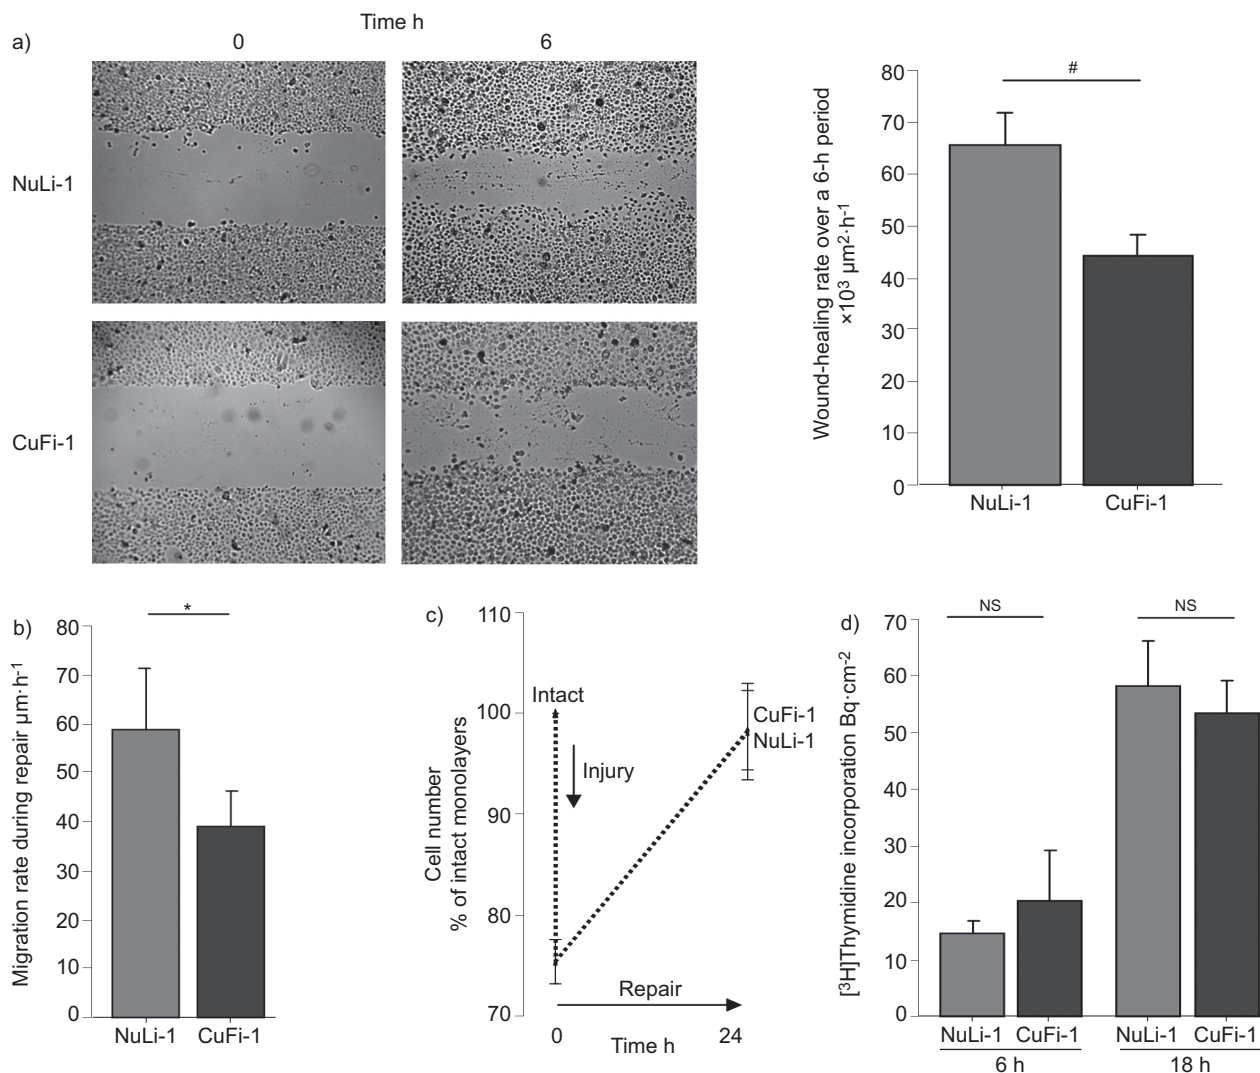 a)
Time h
0
6
NuLi-1
CuFi-1
Wound-healing rate over a 6-h period
×10³ µm²·h⁻¹
80
70
60
50
40
30
20
10
0
#
NuLi-1
CuFi-1
b)
Migration rate during repair µm·h⁻¹
80
70
60
50
40
30
20
10
0
*
NuLi-1
CuFi-1
c)
Cell number
% of intact monolayers
110
100
90
80
70
Intact
Injury
CuFi-1
NuLi-1
Repair
0
24
Time h
d)
[³H]Thymidine incorporation Bq·cm⁻²
70
60
50
40
30
20
10
0
NS
NS
NuLi-1
CuFi-1
NuLi-1
CuFi-1
6 h
18 h